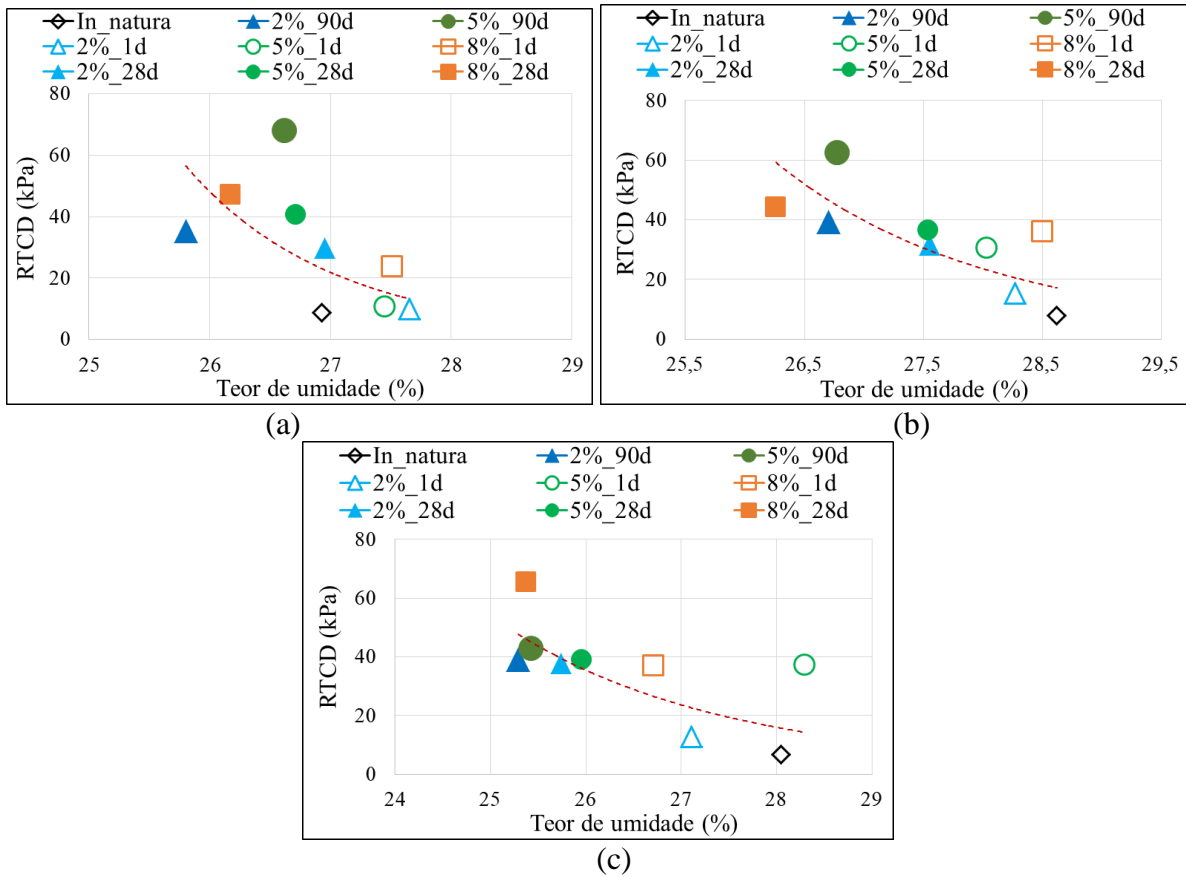 In_natura 2%_90d 5%_90d
2%_1d 5%_1d 8%_1d
2%_28d 5%_28d 8%_28d
80
60
40
20
0
RTCD (kPa)
25 26 27 28 29
Teor de umidade (%)
(a)
In_natura 2%_90d 5%_90d
2%_1d 5%_1d 8%_1d
2%_28d 5%_28d 8%_28d
80
60
40
20
0
RTCD (kPa)
25,5 26,5 27,5 28,5 29,5
Teor de umidade (%)
(b)
In_natura 2%_90d 5%_90d
2%_1d 5%_1d 8%_1d
2%_28d 5%_28d 8%_28d
80
60
40
20
0
RTCD (kPa)
24 25 26 27 28 29
Teor de umidade (%)
(c)